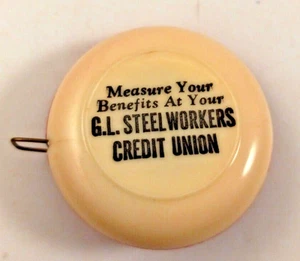 Measure Your
Benefits At Your
G.L. STEELWORKERS
CREDIT UNION